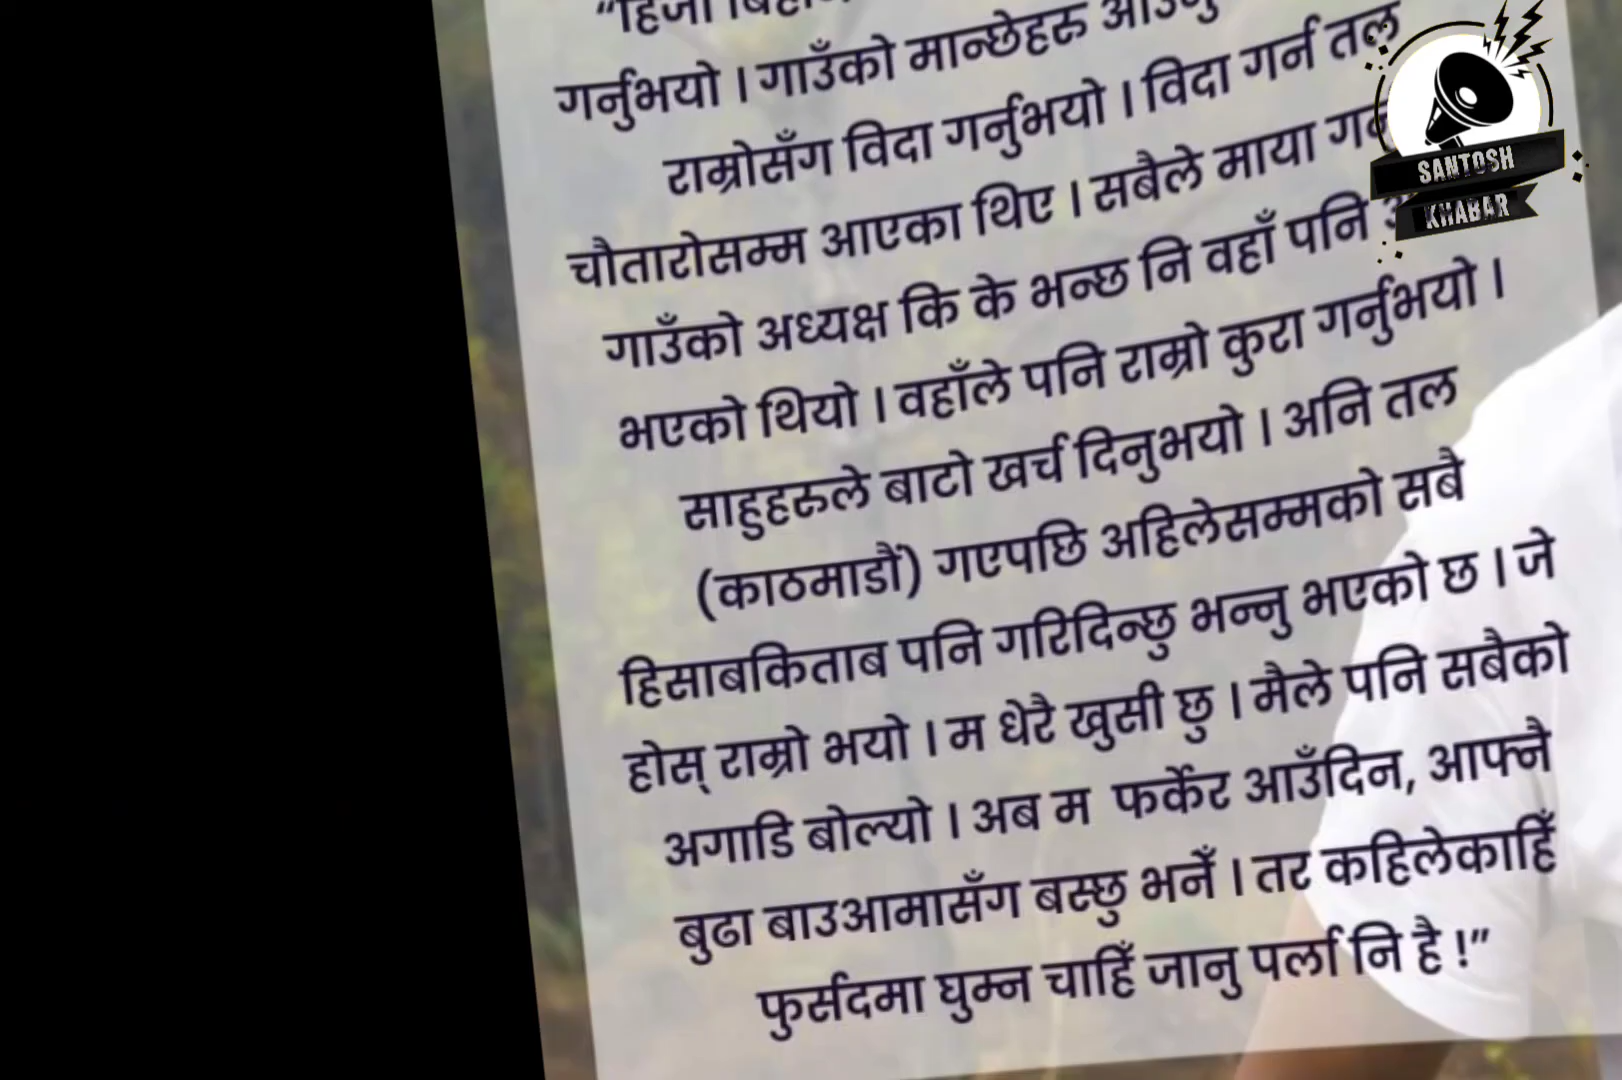 गर्नुभयो । गाउँको मान्छेहरु
राम्रोसँग विदा गर्नुभयो । विदा गर्न तल
चौतारोसम्म आएका थिए । सबैले माया
गाउँको अध्यक्ष कि के भन्छ नि वहाँ पनि
भएको थियो । वहाँले पनि राम्रो कुरा गर्नुभयो ।
साहुहरुले बाटो खर्च दिनुभयो । अनि तल
(काठमाडौं) गएपछि अहिलेसम्मको सबै
हिसाबकिताब पनि गरिदिन्छु भन्नु भएको छ । जे
होस् राम्रो भयो । म धेरै खुसी छु । मैले पनि सबैको
अगाडि बोल्यो । अब म फर्केर आउँदिन, आफ्नै
बुढा बाउआमासँग बस्छु भनेँ । तर कहिलेकाहिँ
फुर्सदमा घुम्न चाहिँ जानु पर्ला नि है !”
SANTOSH
KHABAR